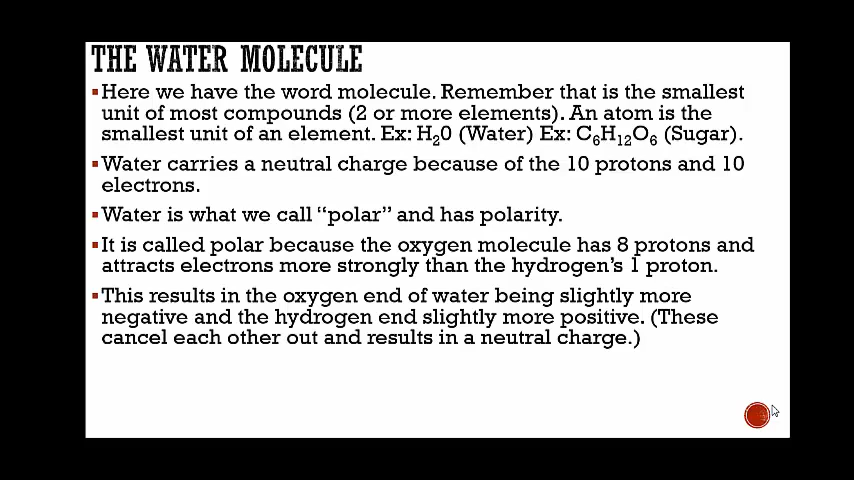 THE WATER MOLECULE
▪Here we have the word molecule. Remember that is the smallest
unit of most compounds (2 or more elements). An atom is the
smallest unit of an element. Ex: H₂0 (Water) Ex: C₆H₁₂O₆ (Sugar).
▪Water carries a neutral charge because of the 10 protons and 10
electrons.
▪Water is what we call “polar” and has polarity.
▪It is called polar because the oxygen molecule has 8 protons and
attracts electrons more strongly than the hydrogen’s 1 proton.
▪This results in the oxygen end of water being slightly more
negative and the hydrogen end slightly more positive. (These
cancel each other out and results in a neutral charge.)